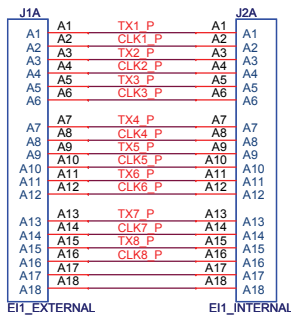 J1A J2A
A1 A1 TX1_P A1 A1
A2 A2 CLK1_P A2 A2
A3 A3 TX2_P A3 A3
A4 A4 CLK2_P A4 A4
A5 A5 TX3_P A5 A5
A6 A6 CLK3_P A6 A6
A7 A7 TX4_P A7 A7
A8 A8 CLK4_P A8 A8
A9 A9 TX5_P A9 A9
A10 A10 CLK5_P A10 A10
A11 A11 TX6_P A11 A11
A12 A12 CLK6_P A12 A12
A13 A13 TX7_P A13 A13
A14 A14 CLK7_P A14 A14
A15 A15 TX8_P A15 A15
A16 A16 CLK8_P A16 A16
A17 A17 A17 A17
A18 A18 A18 A18
EI1_EXTERNAL EI1_INTERNAL